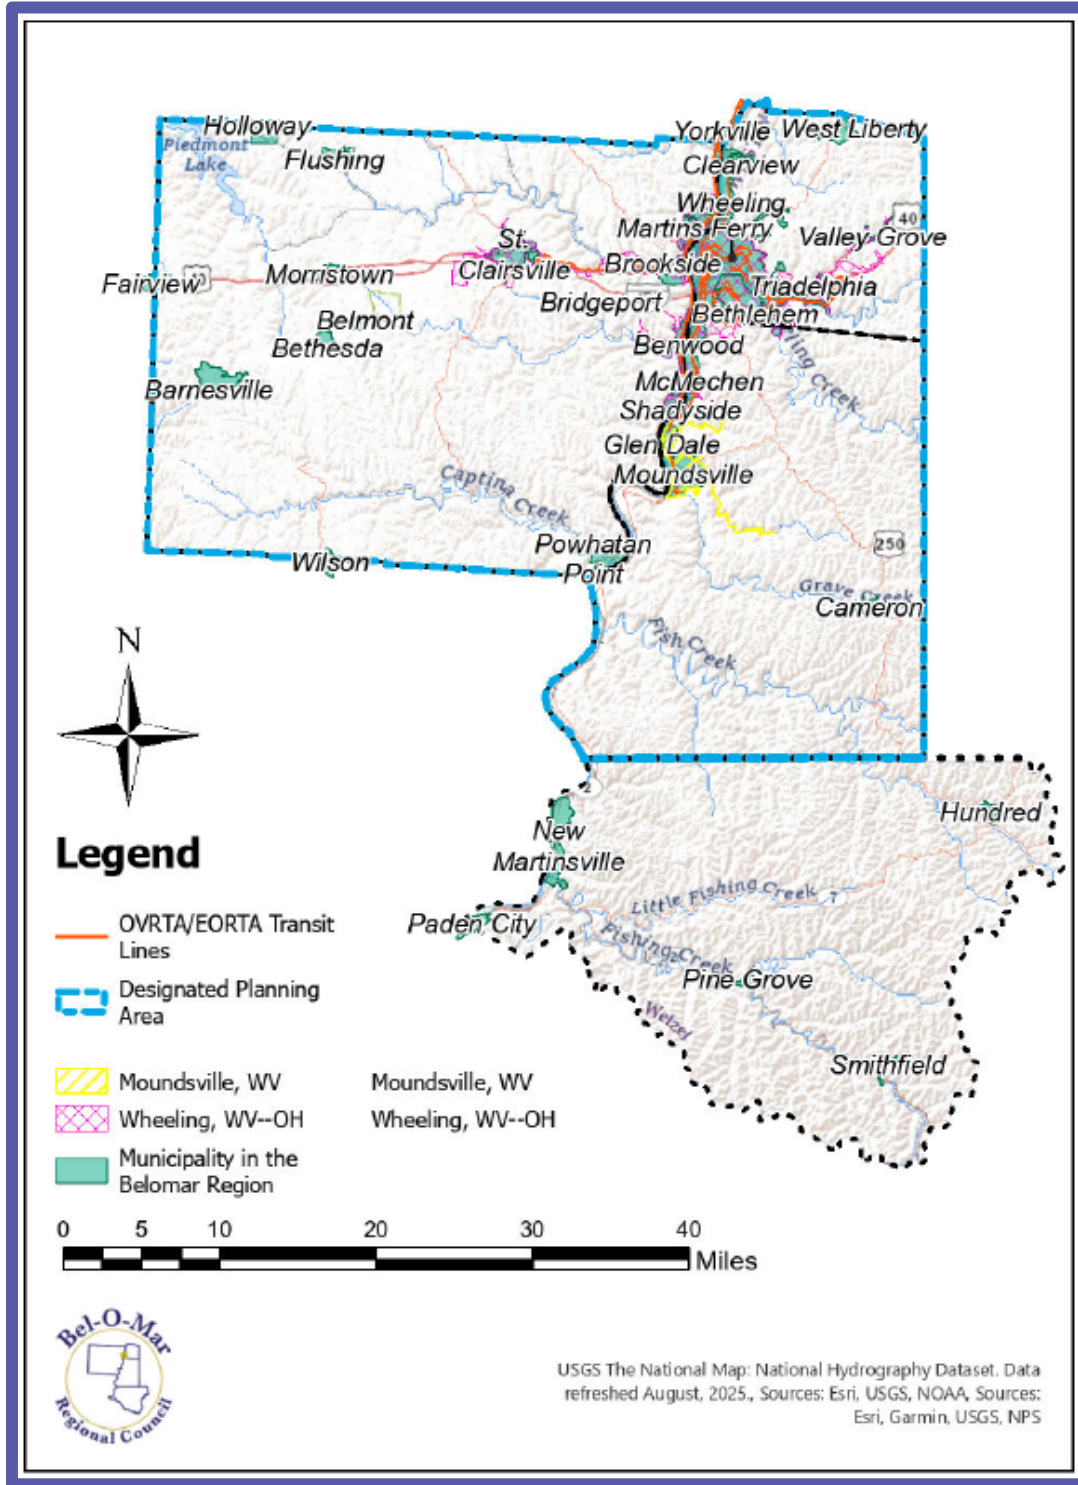 Holloway
Piedmont
Lake
Flushing
Yorkville
West Liberty
Clearview
Wheeling
Martins Ferry
40
Valley Grove
St.
Clairsville
Brookside
Fairview
Morristown
Triadelphia
Bridgeport
Bethlehem
Belmont
Bethesda
Benwood
Barnesville
McMechen
Shadyside
Glen Dale
Moundsville
Captina Creek
250
Powhatan
Point
Wilson
Grave Creek
Cameron
Fish Creek
N
2
Hundred
New
Martinsville
Little Fishing Creek
7
Paden City
Fishing Creek
2
Pine Grove
Wetzel
Smithfield
Legend
OVRTA/EORTA Transit
Lines
Designated Planning
Area
Moundsville, WV Moundsville, WV
Wheeling, WV--OH Wheeling, WV--OH
Municipality in the
Belomar Region
0 5 10 20 30 40
Miles
Bel-O-Mar
Regional Council
USGS The National Map: National Hydrography Dataset. Data
refreshed August, 2025., Sources: Esri, USGS, NOAA, Sources:
Esri, Garmin, USGS, NPS